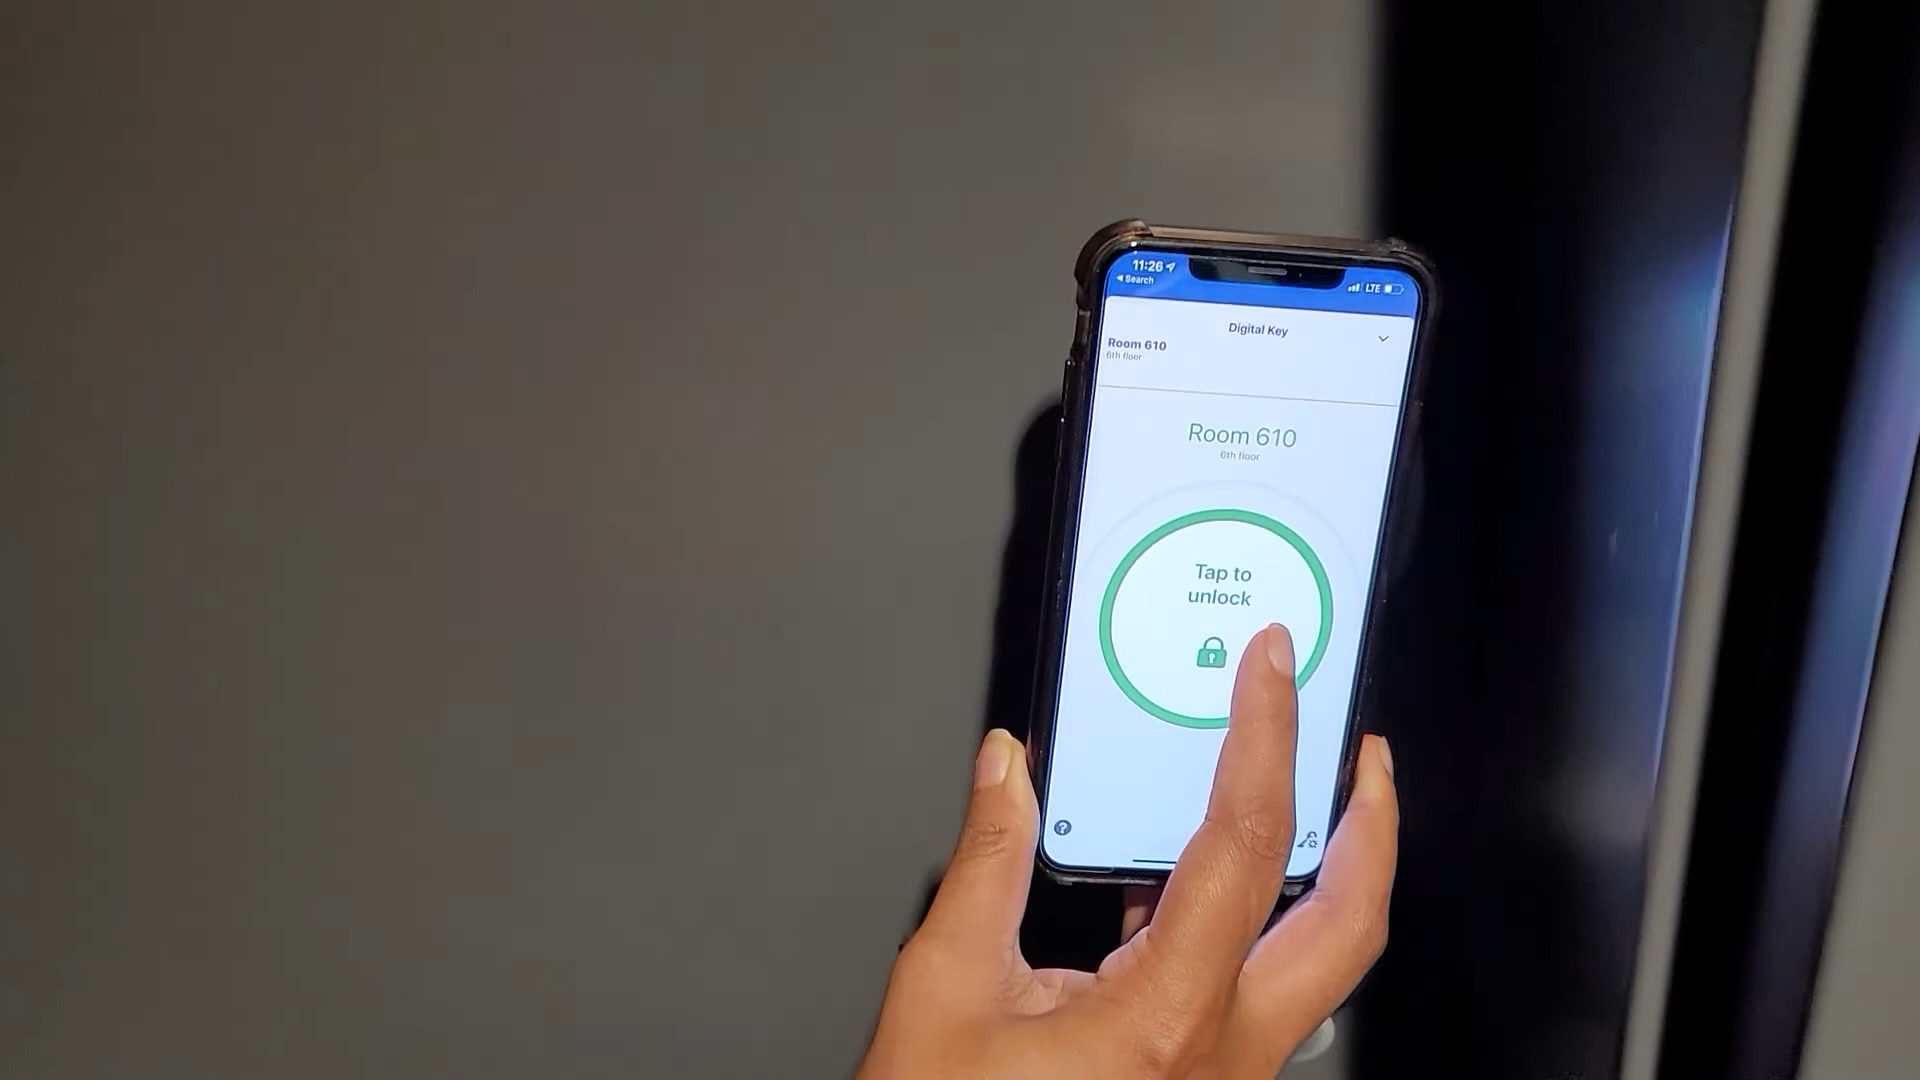 11:26
Search
LTE
Digital Key
Room 610
6th floor
Room 610
6th floor
Tap to
unlock
?